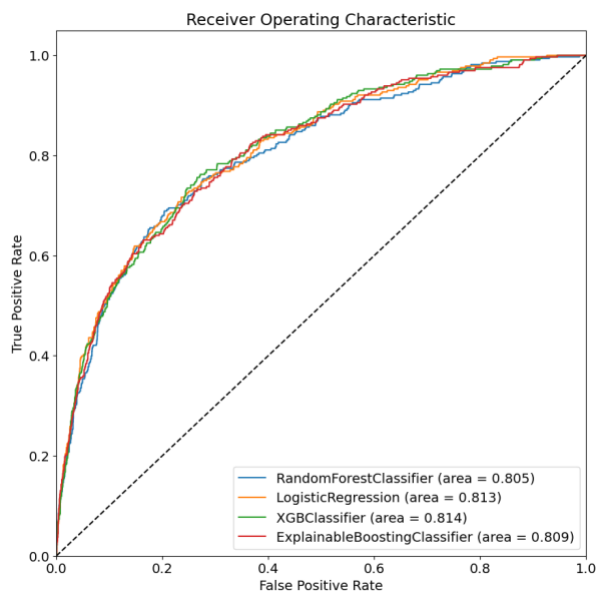 Receiver Operating Characteristic
1.0
0.8
0.6
0.4
0.2
0.0
True Positive Rate
RandomForestClassifier (area = 0.805)
LogisticRegression (area = 0.813)
XGBClassifier (area = 0.814)
ExplainableBoostingClassifier (area = 0.809)
0.0 0.2 0.4 0.6 0.8 1.0
False Positive Rate